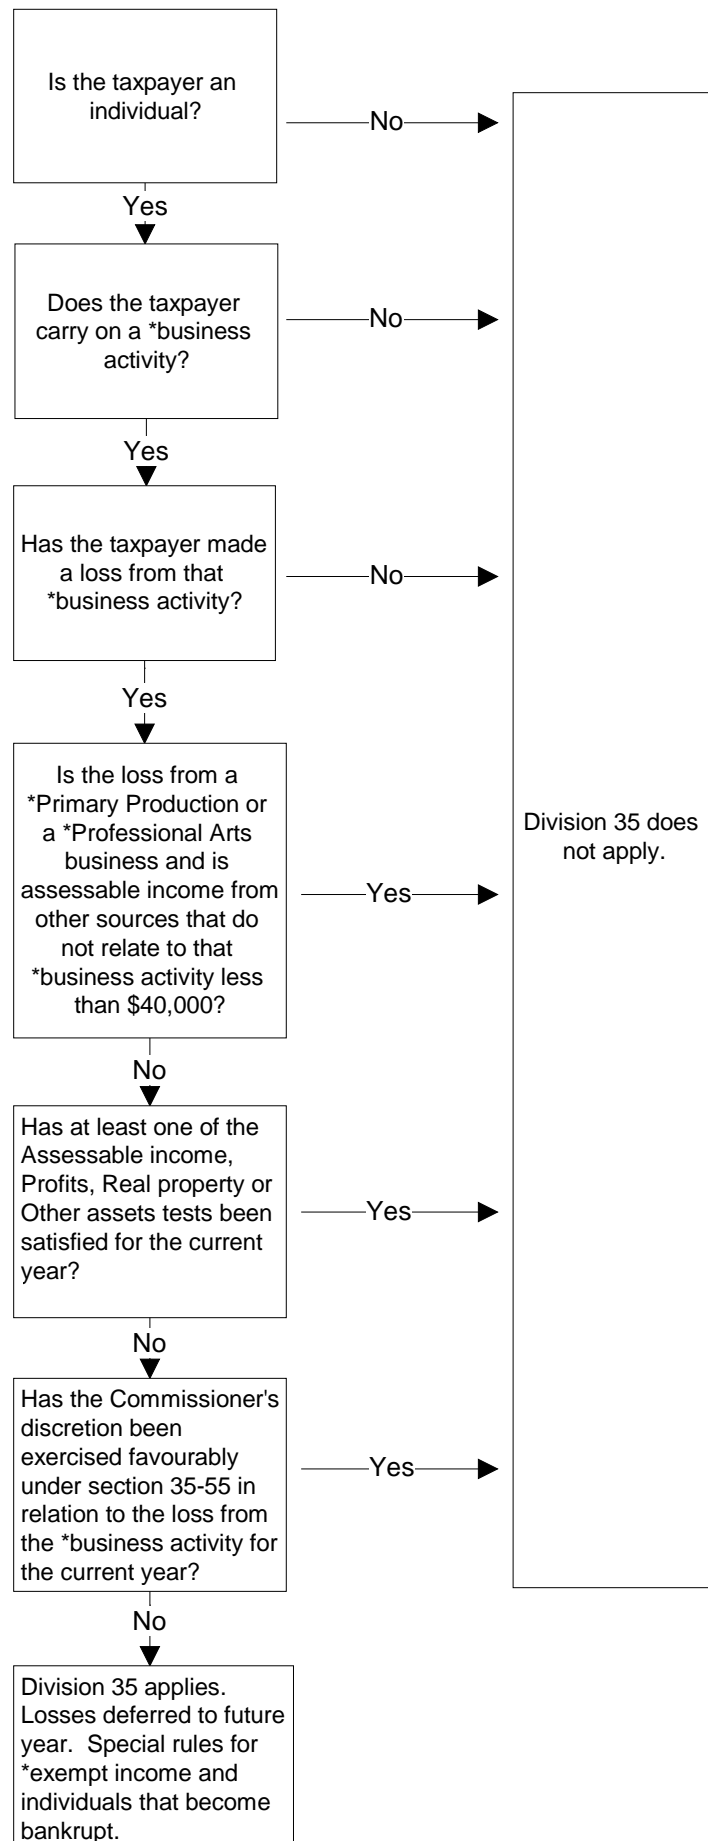 Is the taxpayer an
individual?
No
Yes
Does the taxpayer
carry on a *business
activity?
No
Yes
Has the taxpayer made
a loss from that
*business activity?
No
Yes
Is the loss from a
*Primary Production or
a *Professional Arts
business and is
assessable income from
other sources that do
not relate to that
*business activity less
than $40,000?
Yes
Division 35 does
not apply.
No
Has at least one of the
Assessable income,
Profits, Real property or
Other assets tests been
satisfied for the current
year?
Yes
No
Has the Commissioner's
discretion been
exercised favourably
under section 35-55 in
relation to the loss from
the *business activity for
the current year?
Yes
No
Division 35 applies.
Losses deferred to future
year.  Special rules for
*exempt income and
individuals that become
bankrupt.